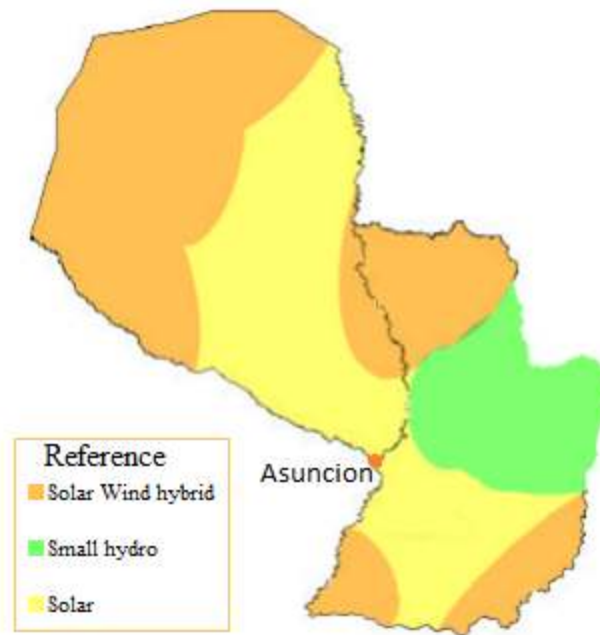 Asuncion
Reference
Solar Wind hybrid
Small hydro
Solar